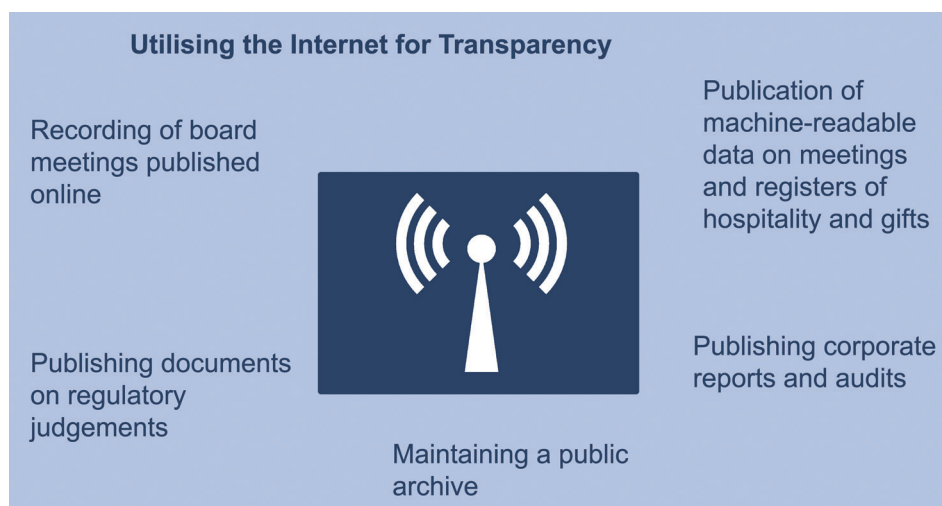 Utilising the Internet for Transparency
Recording of board
meetings published
online
Publication of
machine-readable
data on meetings
and registers of
hospitality and gifts
Publishing documents
on regulatory
judgements
Publishing corporate
reports and audits
Maintaining a public
archive